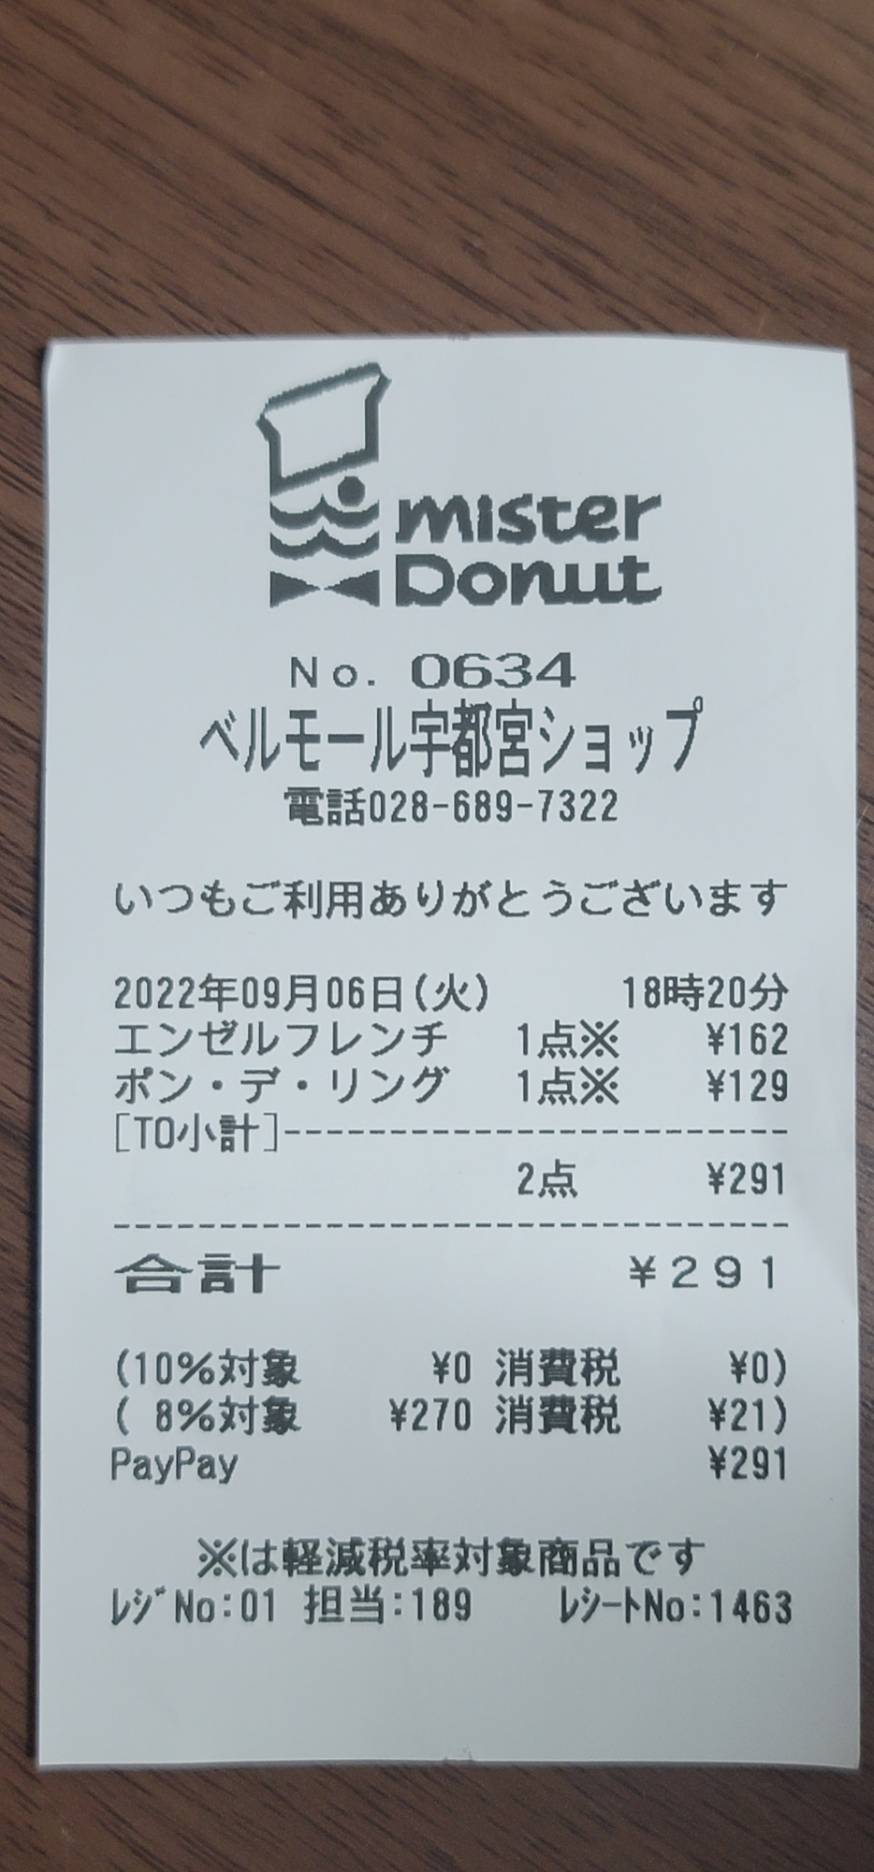 mister
Donut
No. 0634
ベルモール宇都宮ショップ
電話028-689-7322
いつもご利用ありがとうございます
2022年09月06日(火) 18時20分
エンゼルフレンチ 1点※ ¥162
ポン・デ・リング 1点※ ¥129
[TO小計]------------------------
2点 ¥291
--------------------------------
合計 ¥291
(10%対象 ¥0 消費税 ¥0)
( 8%対象 ¥270 消費税 ¥21)
PayPay ¥291
※は軽減税率対象商品です
ﾚｼﾞNo:01 担当:189 ﾚｼｰﾄNo:1463